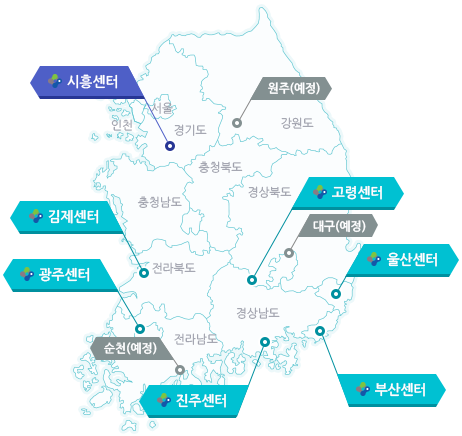 시흥센터
원주(예정)
서울
인천
경기도
강원도
충청북도
충청남도
경상북도
고령센터
김제센터
대구(예정)
울산센터
광주센터
전라북도
경상남도
순천(예정)
전라남도
진주센터
부산센터